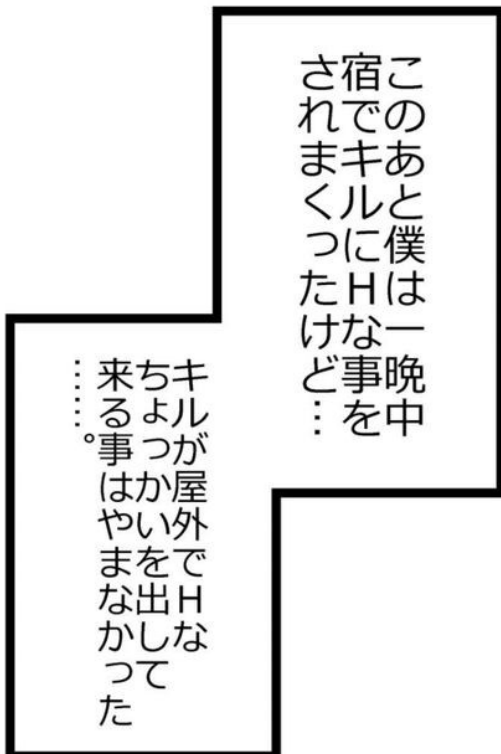 このあと僕は一晩中
宿でキルにHな事を
されまくったけど…
キルが屋外でHな
ちょっかいを出して
来る事はやまなかった
……。